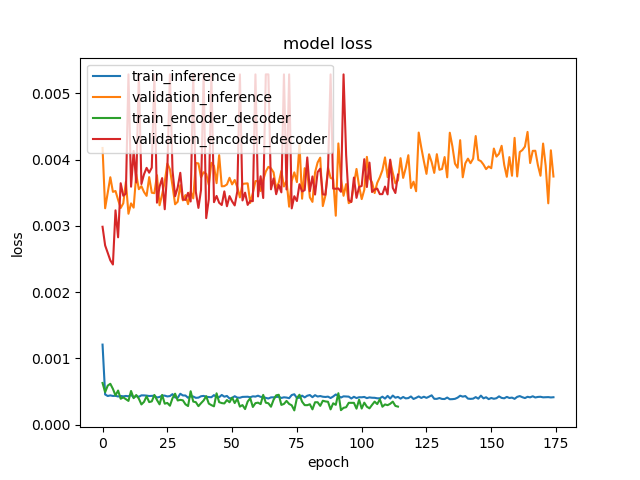 model loss
train_inference
validation_inference
train_encoder_decoder
validation_encoder_decoder
0.005
0.004
0.003
0.002
0.001
0.000
loss
0 25 50 75 100 125 150 175
epoch